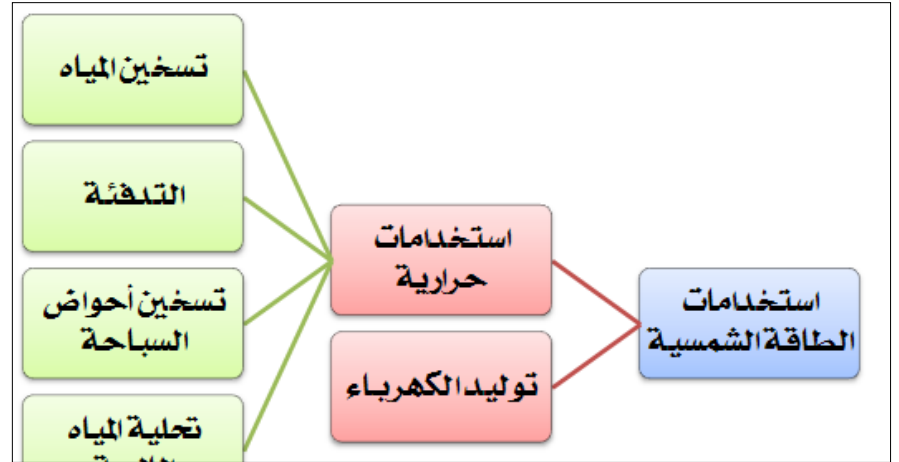 استخدامات
الطاقة الشمسية
استخدامات
حرارية
توليد الكهرباء
تسخين المياه
التدفئة
تسخين أحواض
السباحة
تحلية المياه